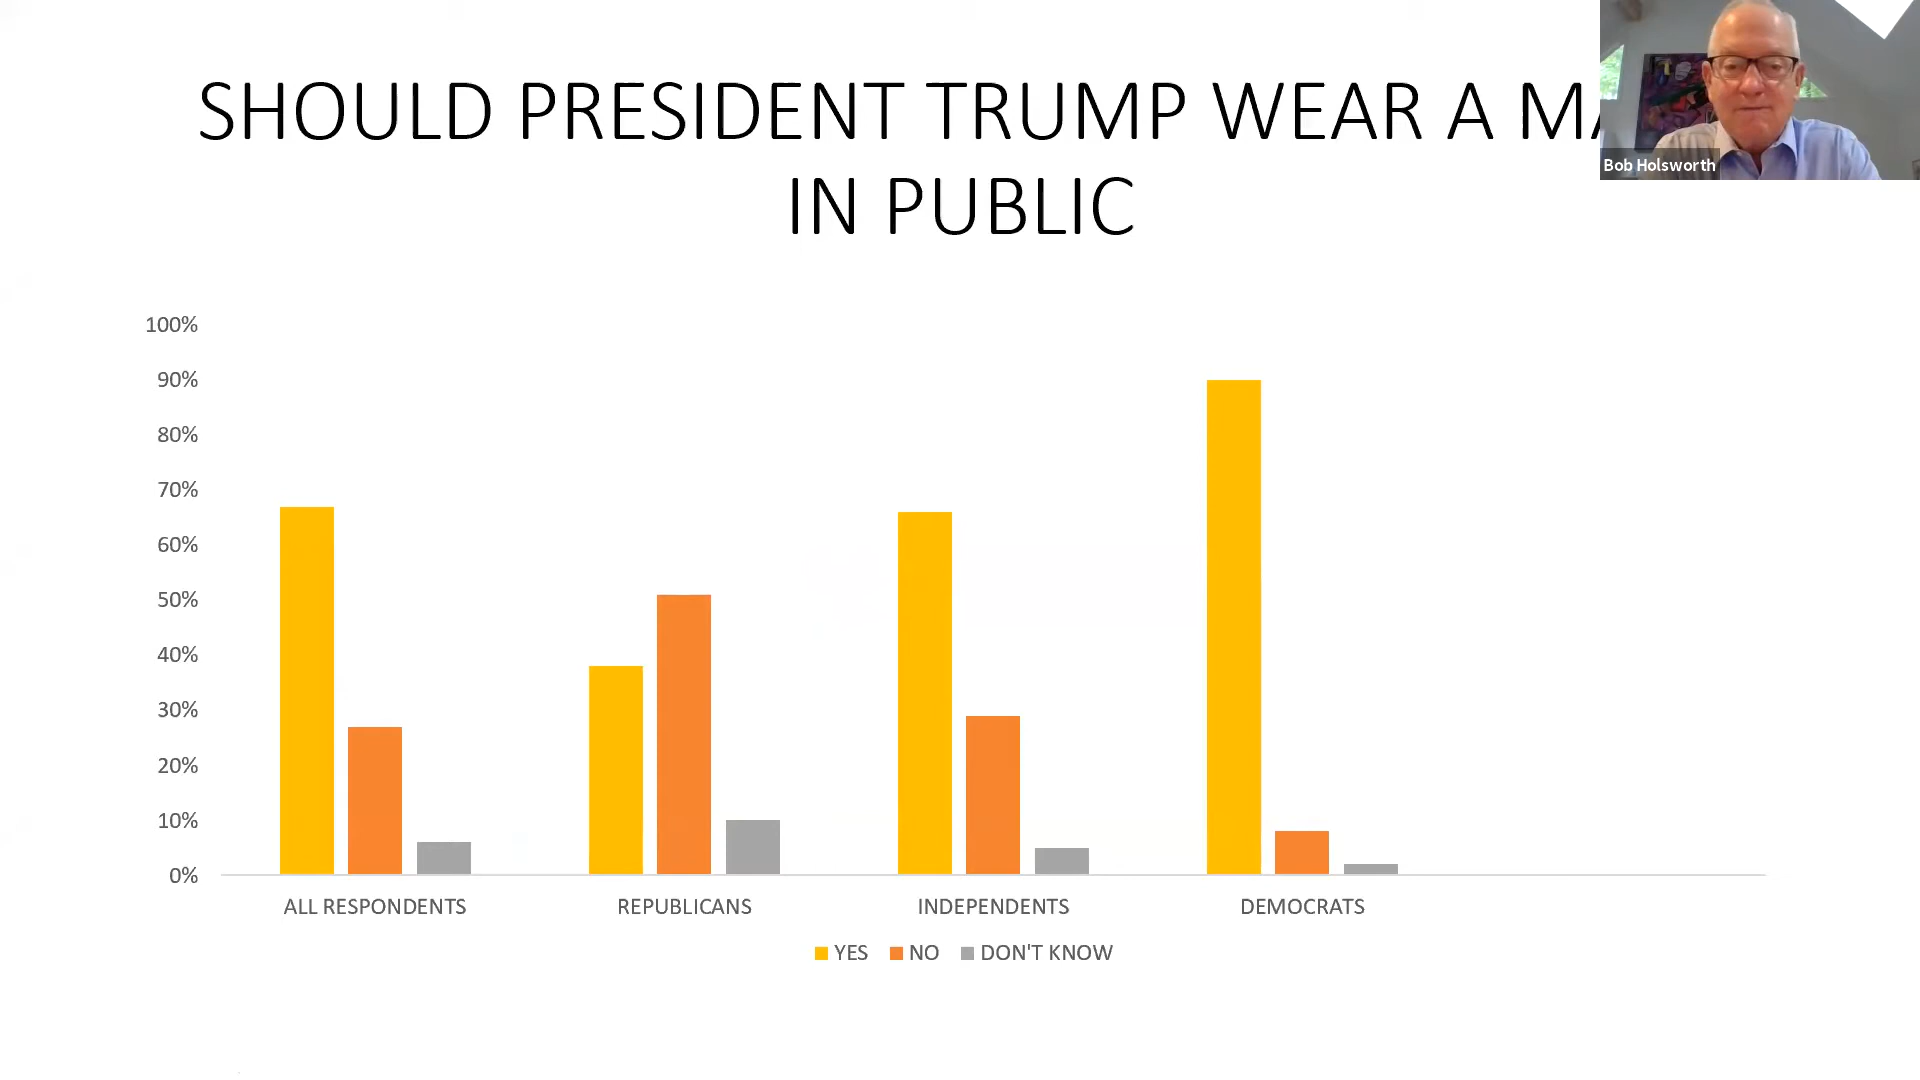 SHOULD PRESIDENT TRUMP WEAR A
IN PUBLIC
Bob Holsworth
100%
90%
80%
70%
60%
50%
40%
30%
20%
10%
0%
ALL RESPONDENTS REPUBLICANS INDEPENDENTS DEMOCRATS
YES NO DON'T KNOW